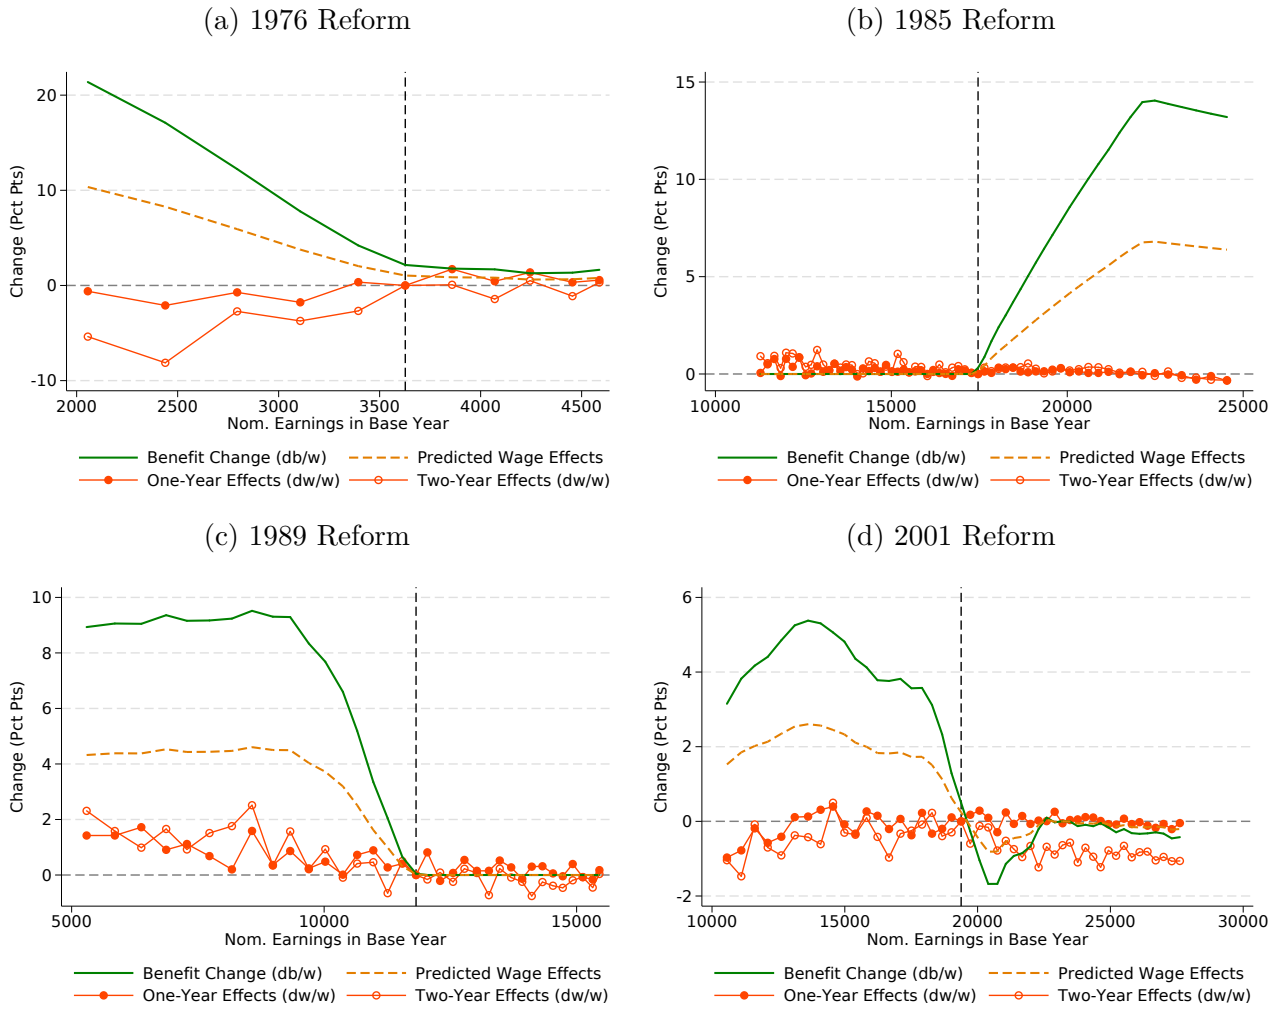 (a) 1976 Reform
Change (Pct Pts)
20
10
0
-10
2000 2500 3000 3500 4000 4500
Nom. Earnings in Base Year
Benefit Change (db/w) Predicted Wage Effects
One-Year Effects (dw/w) Two-Year Effects (dw/w)
(b) 1985 Reform
Change (Pct Pts)
15
10
5
0
10000 15000 20000 25000
Nom. Earnings in Base Year
Benefit Change (db/w) Predicted Wage Effects
One-Year Effects (dw/w) Two-Year Effects (dw/w)
(c) 1989 Reform
Change (Pct Pts)
10
8
6
4
2
0
5000 10000 15000
Nom. Earnings in Base Year
Benefit Change (db/w) Predicted Wage Effects
One-Year Effects (dw/w) Two-Year Effects (dw/w)
(d) 2001 Reform
Change (Pct Pts)
6
4
2
0
-2
10000 15000 20000 25000 30000
Nom. Earnings in Base Year
Benefit Change (db/w) Predicted Wage Effects
One-Year Effects (dw/w) Two-Year Effects (dw/w)